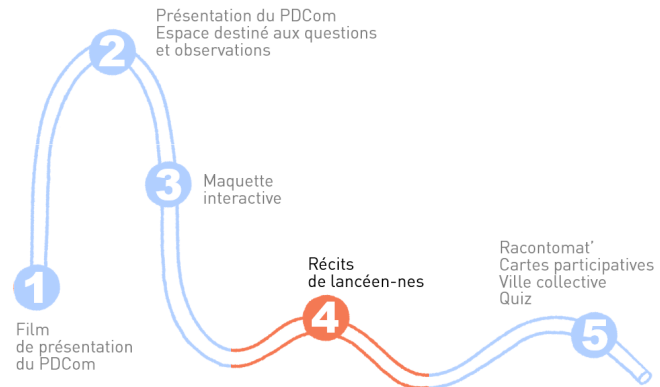 1
Film
de présentation
du PDCom
2
Présentation du PDCom
Espace destiné aux questions
et observations
3
Maquette
interactive
4
Récits
de lancéen-nes
5
Racontomat’
Cartes participatives
Ville collective
Quiz